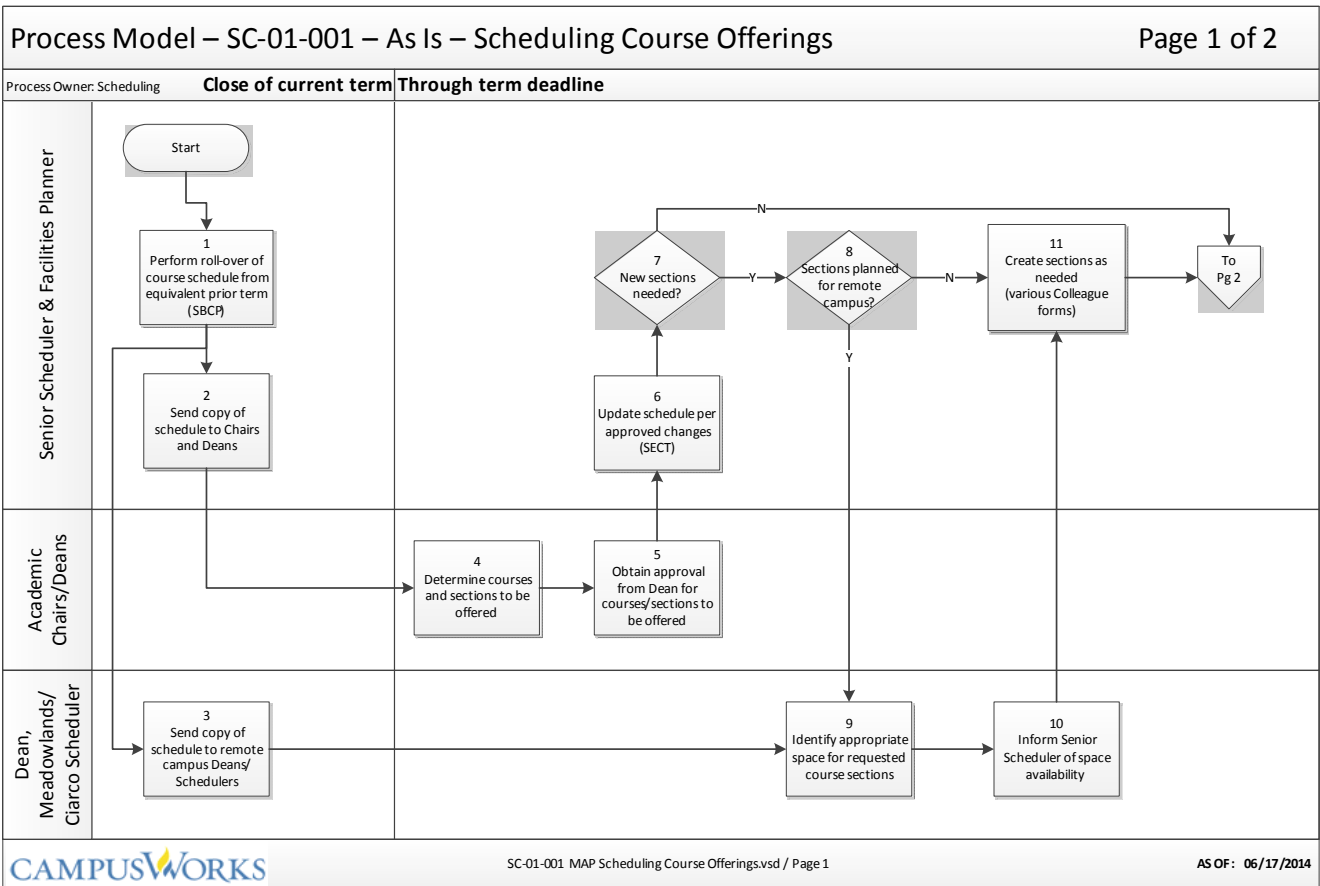 Process Model – SC-01-001 – As Is – Scheduling Course Offerings
Page 1 of 2
Process Owner: Scheduling
Close of current term
Through term deadline
Senior Scheduler & Facilities Planner
Start
1
Perform roll-over of
course schedule from
equivalent prior term
(SBCP)
2
Send copy of
schedule to Chairs
and Deans
6
Update schedule per
approved changes
(SECT)
7
New sections
needed?
N
Y
8
Sections planned
for remote
campus?
N
Y
11
Create sections as
needed
(various Colleague
forms)
To
Pg 2
Academic
Chairs/Deans
4
Determine courses
and sections to be
offered
5
Obtain approval
from Dean for
courses/sections to
be offered
Dean,
Meadowlands/
Ciarco Scheduler
3
Send copy of
schedule to remote
campus Deans/
Schedulers
9
Identify appropriate
space for requested
course sections
10
Inform Senior
Scheduler of space
availability
CAMPUSWORKS
SC-01-001 MAP Scheduling Course Offerings.vsd / Page 1
AS OF: 06/17/2014